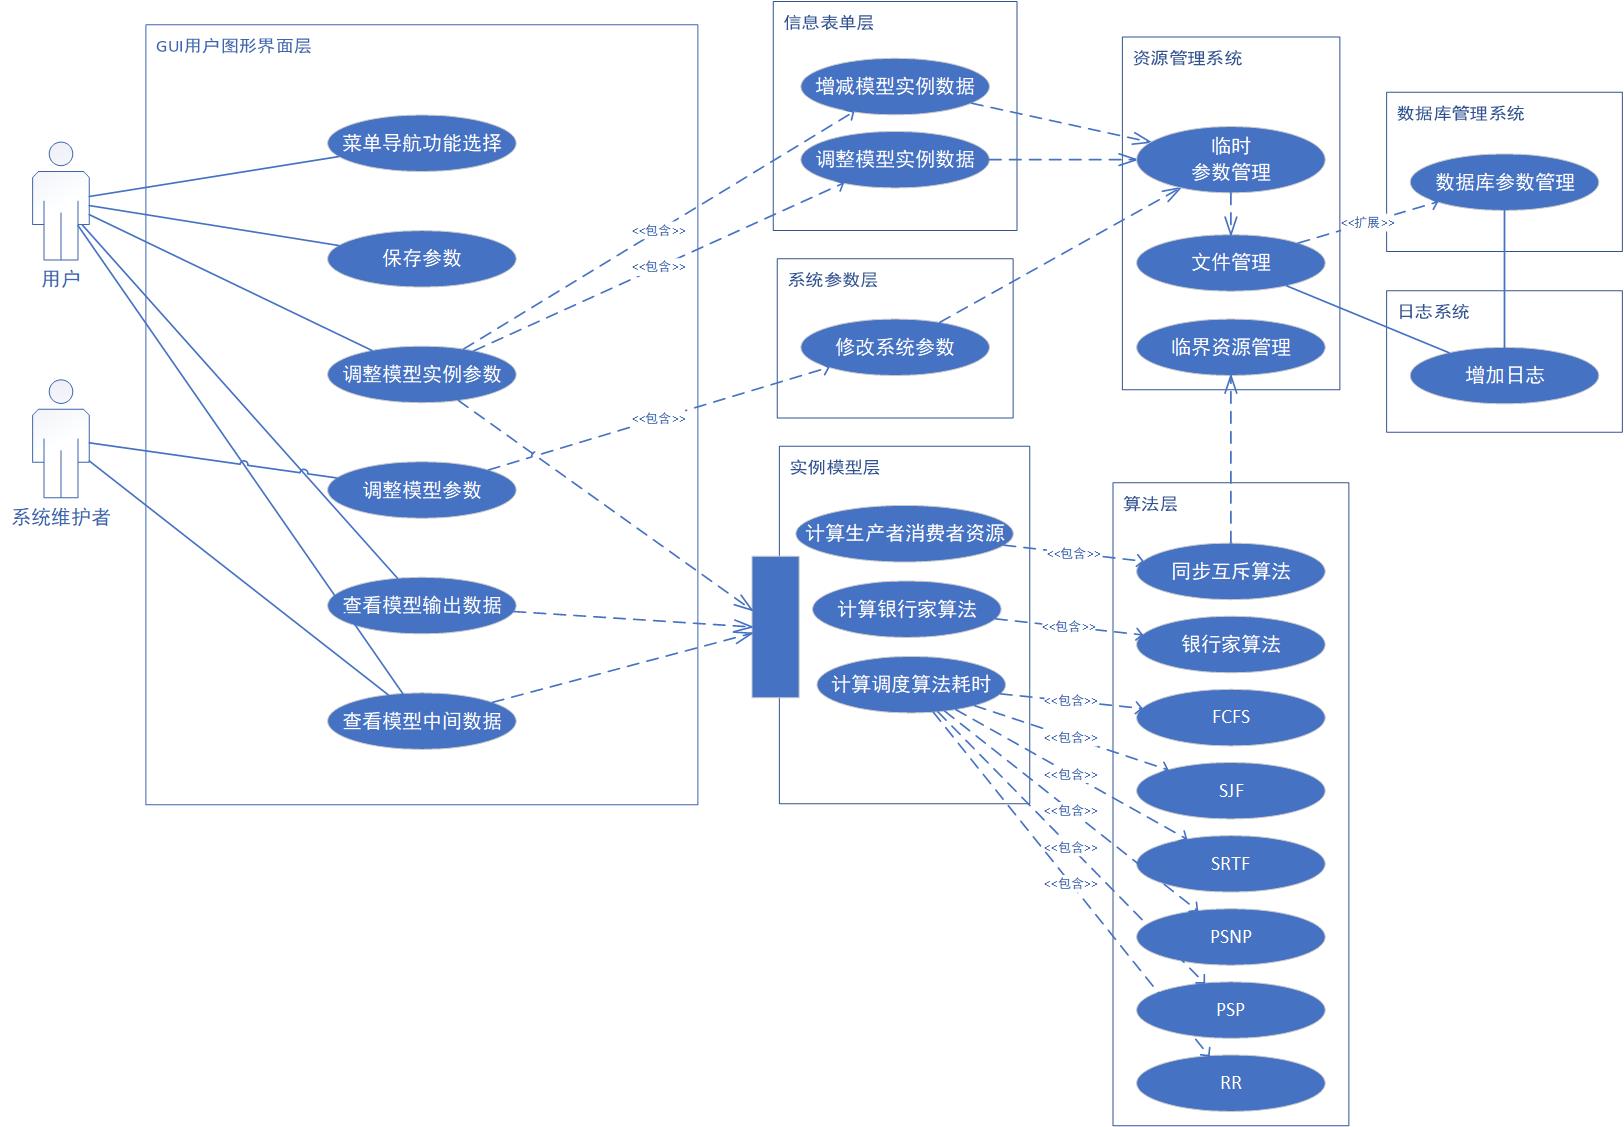 GUI用户图形界面层
用户
系统维护者
菜单导航功能选择
保存参数
调整模型实例参数
调整模型参数
查看模型输出数据
查看模型中间数据
<<包含>>
<<包含>>
<<包含>>
信息表单层
增减模型实例数据
调整模型实例数据
系统参数层
修改系统参数
实例模型层
计算生产者消费者资源
计算银行家算法
计算调度算法耗时
<<包含>>
<<包含>>
<<包含>>
<<包含>>
<<包含>>
<<包含>>
<<包含>>
<<包含>>
资源管理系统
临时
参数管理
文件管理
临界资源管理
算法层
同步互斥算法
银行家算法
FCFS
SJF
SRTF
PSNP
PSP
RR
<<扩展>>
数据库管理系统
数据库参数管理
日志系统
增加日志